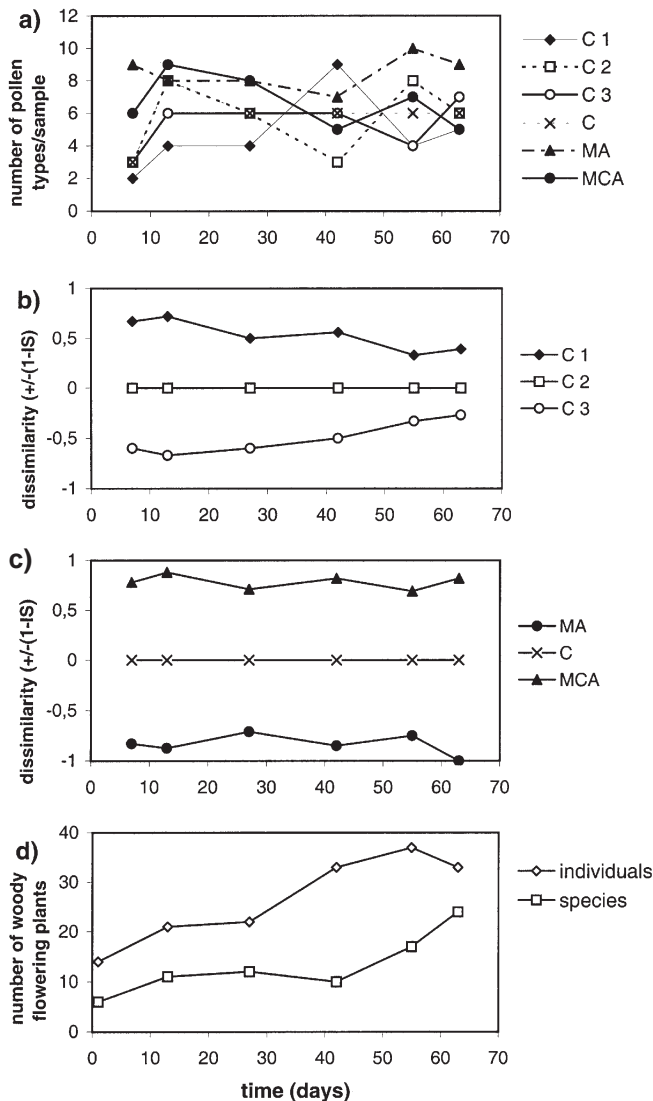 a)
number of pollen
types/sample
12
10
8
6
4
2
0
0 10 20 30 40 50 60 70
C 1
C 2
C 3
C
MA
MCA
b)
dissimilarity (+/-(1-IS)
1
0,5
0
-0,5
-1
0 10 20 30 40 50 60 70
C 1
C 2
C 3
c)
dissimilarity (+/-(1-IS)
1
0,5
0
-0,5
-1
0 10 20 30 40 50 60 70
MA
C
MCA
d)
number of woody
flowering plants
40
30
20
10
0
0 10 20 30 40 50 60 70
individuals
species
time (days)